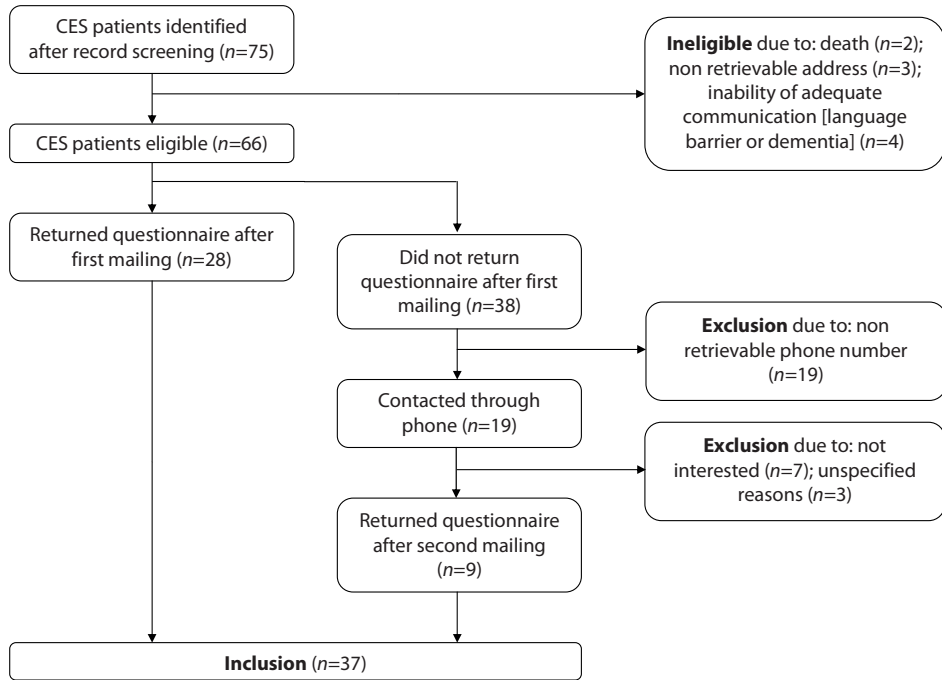 CES patients identified
after record screening (n=75)
Ineligible due to: death (n=2);
non retrievable address (n=3);
inability of adequate
communication [language
barrier or dementia] (n=4)
CES patients eligible (n=66)
Returned questionnaire after
first mailing (n=28)
Did not return
questionnaire after first
mailing (n=38)
Exclusion due to: non
retrievable phone number
(n=19)
Contacted through
phone (n=19)
Exclusion due to: not
interested (n=7); unspecified
reasons (n=3)
Returned questionnaire
after second mailing
(n=9)
Inclusion (n=37)